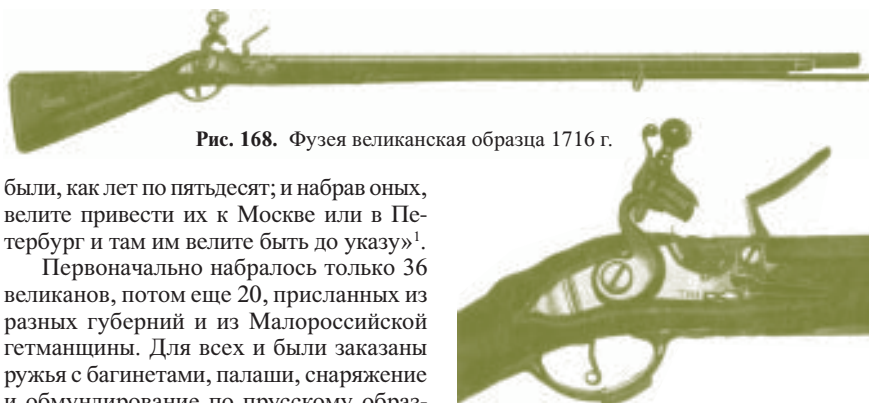 Рис. 168. Фузея великанская образца 1716 г.
были, как лет по пятьдесят; и набрав оных,
велите привести их к Москве или в Пе-
тербург и там им велите быть до указу»¹.
Первоначально набралось только 36
великанов, потом еще 20, присланных из
разных губерний и из Малороссийской
гетманщины. Для всех и были заказаны
ружья с багинетами, палаши, снаряжение
и обмундирование по прусскому образ-